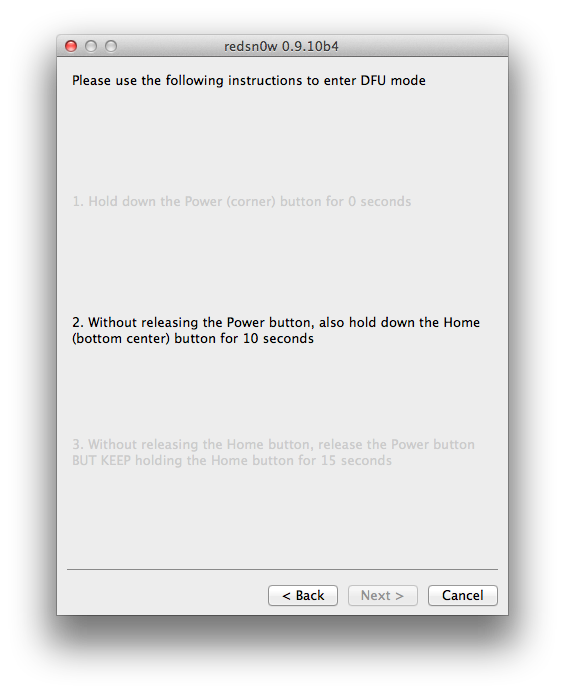 redsn0w 0.9.10b4
Please use the following instructions to enter DFU mode
1. Hold down the Power (corner) button for 0 seconds
2. Without releasing the Power button, also hold down the Home
(bottom center) button for 10 seconds
3. Without releasing the Home button, release the Power button
BUT KEEP holding the Home button for 15 seconds
< Back Next > Cancel